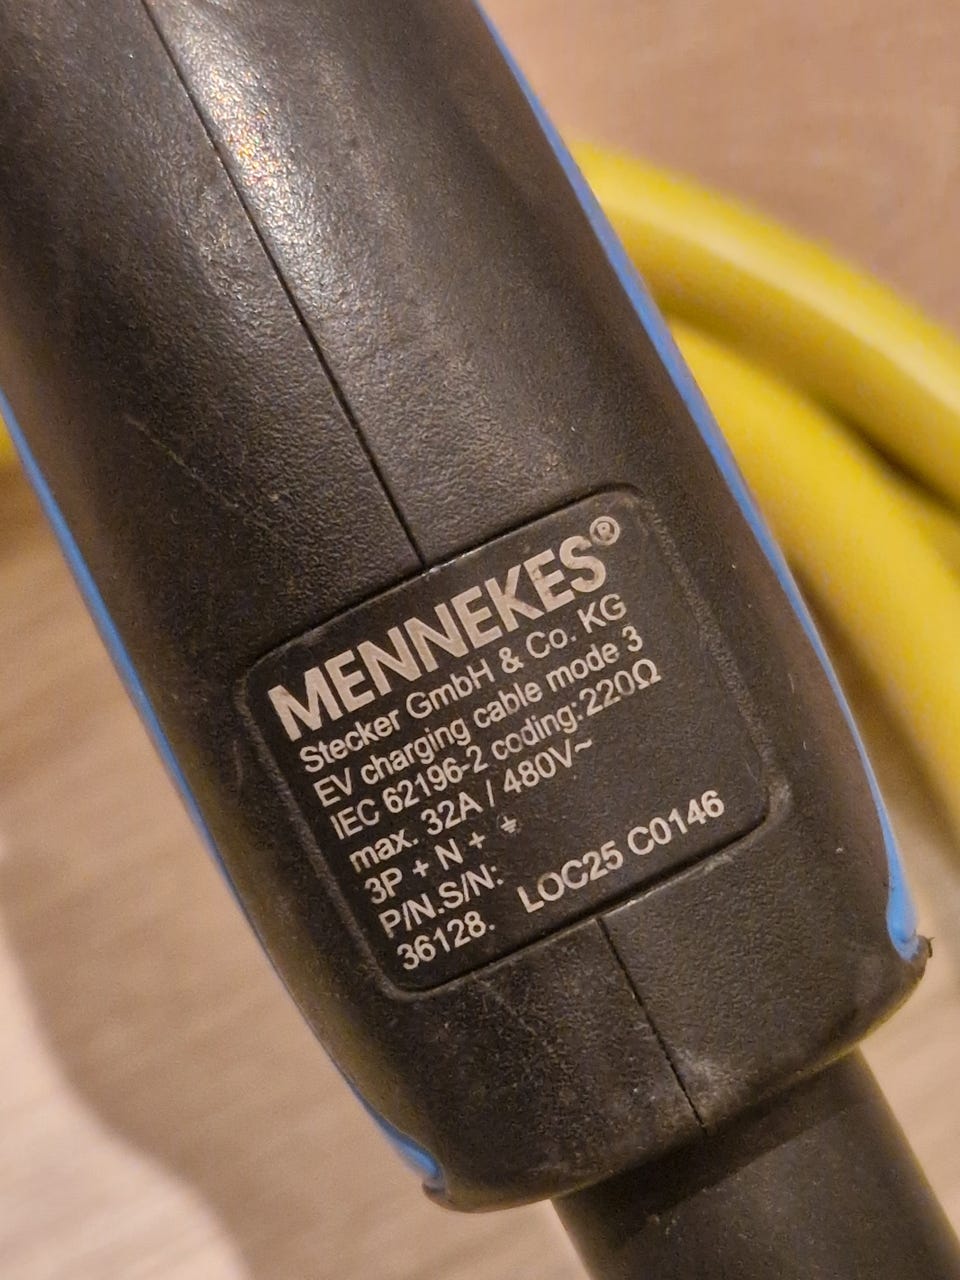 MENNEKES®
Stecker GmbH & Co. KG
EV charging cable mode 3
IEC 62196-2 coding:220Ω
max. 32A / 480V~
3P + N + ⏚
P/N.S/N:
36128. LOC25 C0146